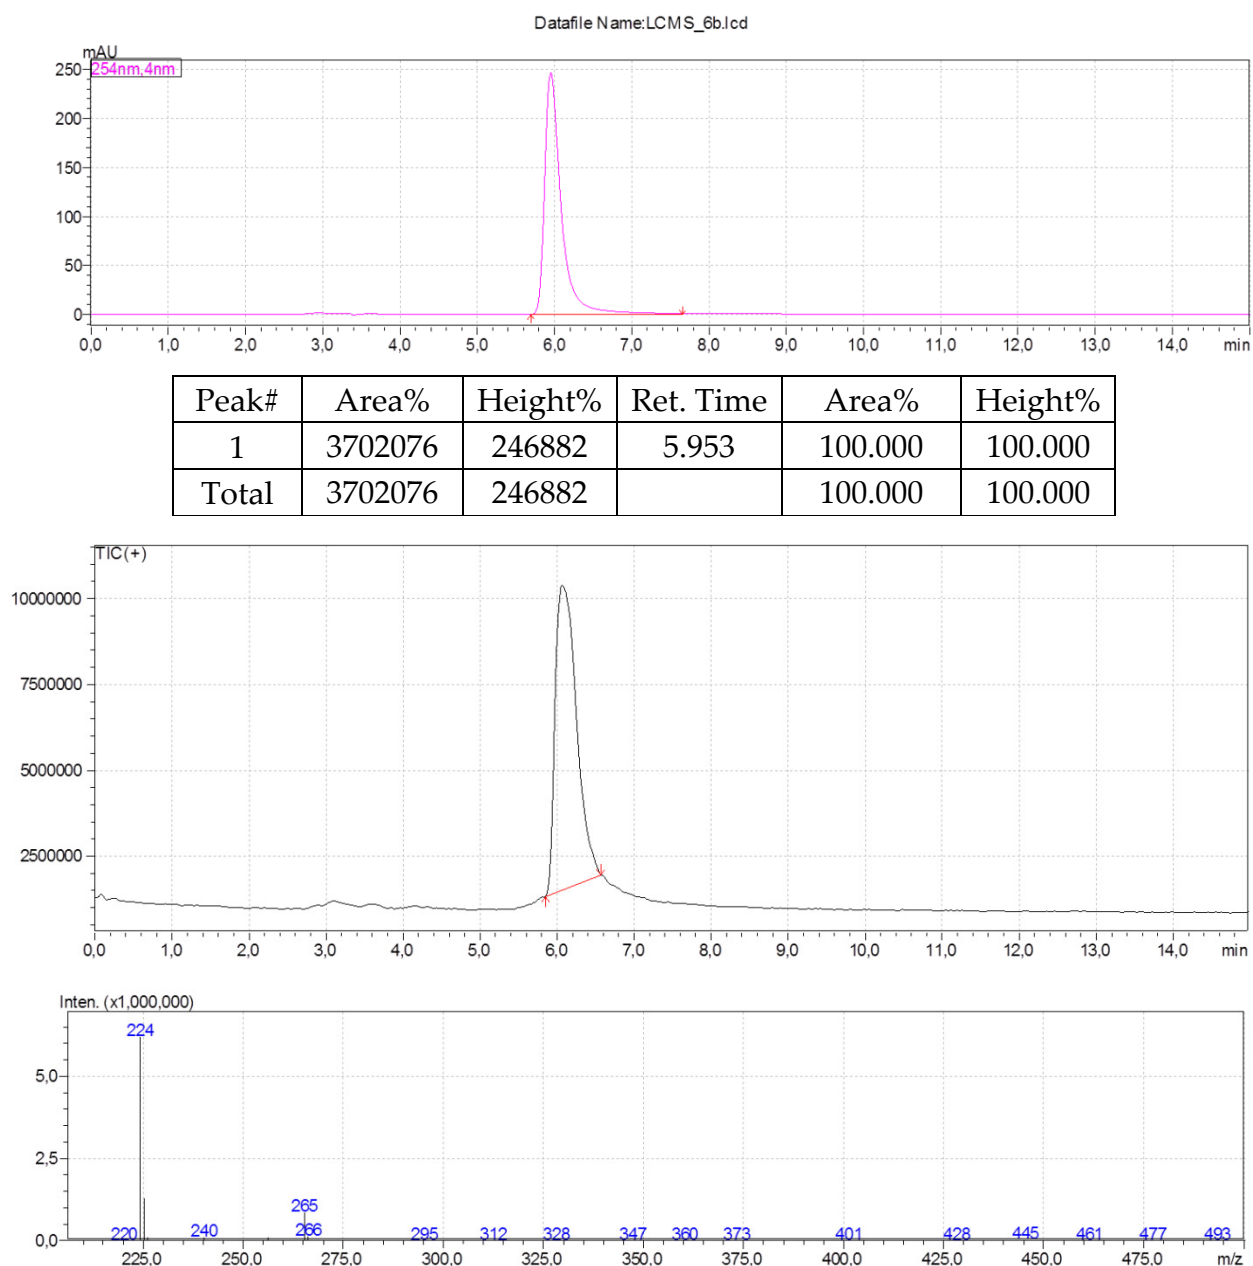 Datafile Name:LCMS_6b.lcd
mAU
254nm,4nm
250
200
150
100
50
0
0,0 1,0 2,0 3,0 4,0 5,0 6,0 7,0 8,0 9,0 10,0 11,0 12,0 13,0 14,0 min
Peak# Area% Height% Ret. Time Area% Height%
1 3702076 246882 5.953 100.000 100.000
Total 3702076 246882 100.000 100.000
TIC(+)
10000000
7500000
5000000
2500000
0,0 1,0 2,0 3,0 4,0 5,0 6,0 7,0 8,0 9,0 10,0 11,0 12,0 13,0 14,0 min
Inten. (x1,000,000)
224
5,0
2,5
265
220 240 266 295 312 328 347 360 373 401 428 445 461 477 493
0,0
225.0 250.0 275.0 300.0 325.0 350.0 375.0 400.0 425.0 450.0 475.0 m/z